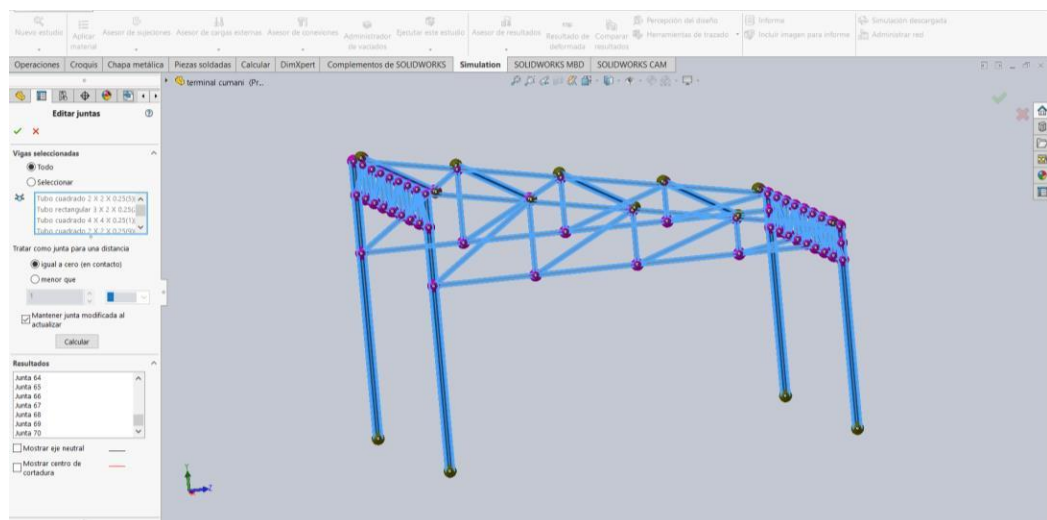 Nuevo estudio
Aplicar material
Asesor de sujeciones
Asesor de cargas externas
Asesor de conexiones
Administrador de vaciados
Ejecutar este estudio
Asesor de resultados
Resultado de deformada
Comparar resultados
Percepción del diseño
Herramientas de trazado
Informe
Incluir imagen para informe
Simulación descargada
Administrar red
Operaciones Croquis Chapa metálica Piezas soldadas Calcular DimXpert Complementos de SOLIDWORKS Simulation SOLIDWORKS MBD SOLIDWORKS CAM
terminal cumani (Pr...
Editar juntas
Vigas seleccionadas
Todo
Seleccionar
Tubo cuadrado 2 X 2 X 0.25(5)
Tubo rectangular 3 X 2 X 0.25(
Tubo cuadrado 4 X 4 X 0.25(1)
Tubo cuadrado 2 X 2 X
Tratar como junta para una distancia
igual a cero (en contacto)
menor que
1
Mantener junta modificada al
actualizar
Calcular
Resultados
Junta 64
Junta 65
Junta 66
Junta 67
Junta 68
Junta 69
Junta 70
Mostrar eje neutral
Mostrar centro de
cortadura